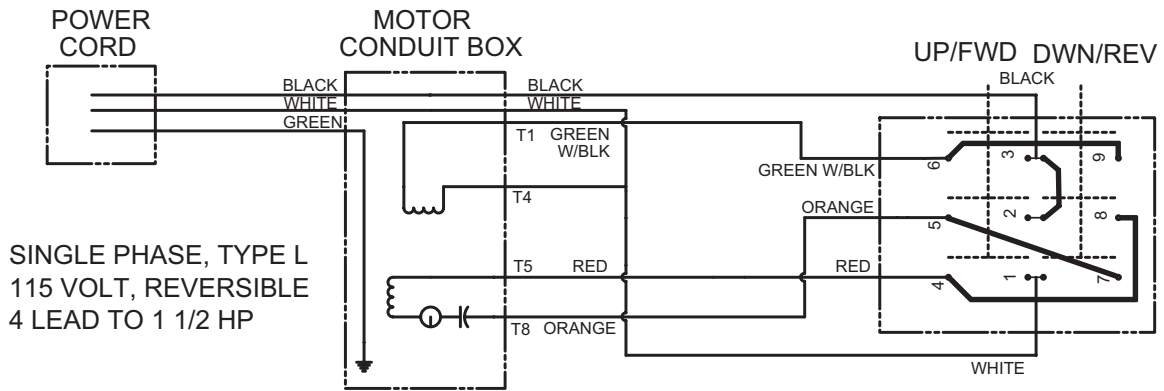 POWER
CORD
MOTOR
CONDUIT BOX
UP/FWD DWN/REV
BLACK
BLACK
BLACK
WHITE
WHITE
GREEN
T1 GREEN
W/BLK
GREEN W/BLK
T4
ORANGE
SINGLE PHASE, TYPE L
115 VOLT, REVERSIBLE
4 LEAD TO 1 1/2 HP
T5 RED
RED
T8 ORANGE
WHITE
6 3 9
5 2 8
4 1 7